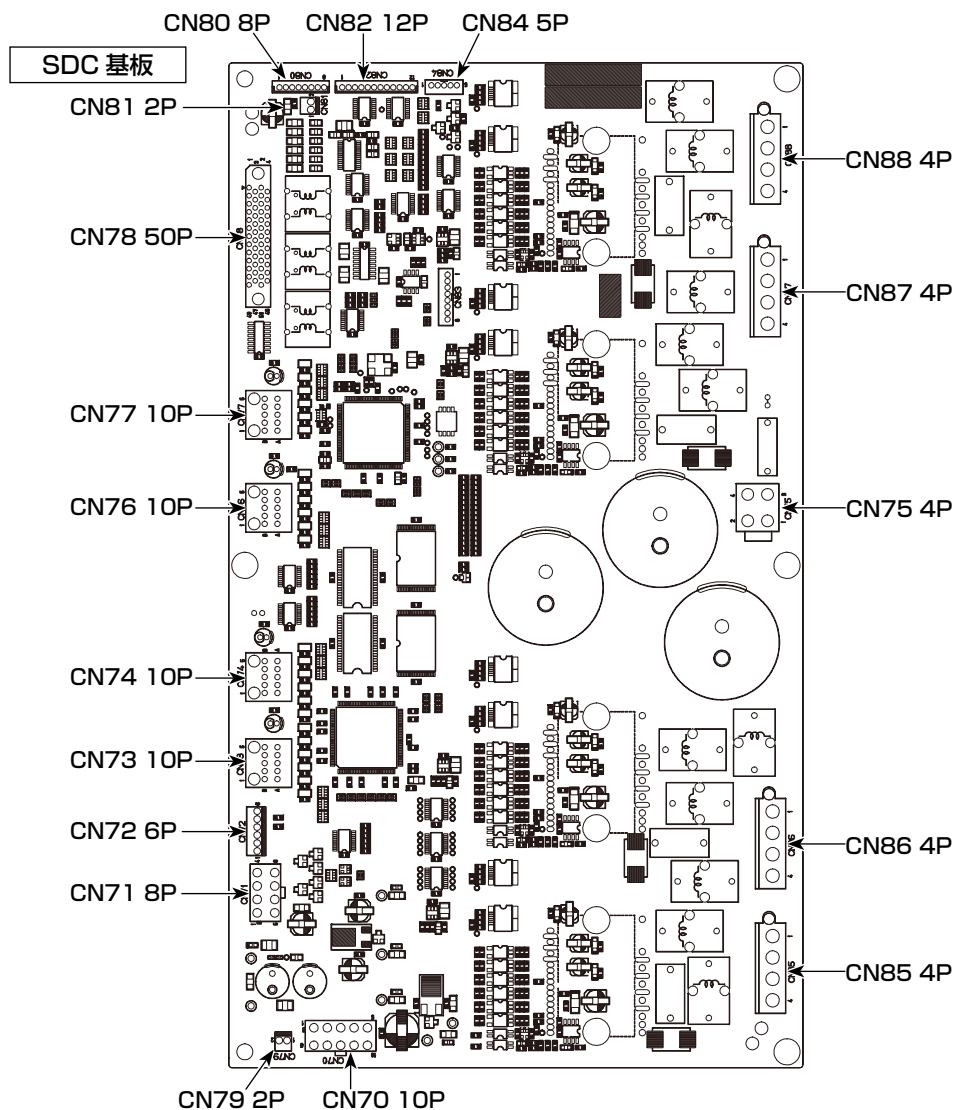 CN80 8P
CN82 12P
CN84 5P
SDC 基板
CN81 2P
CN88 4P
CN78 50P
CN87 4P
CN83
CN77 10P
CN76 10P
CN75 4P
CN74 10P
CN73 10P
CN72 6P
CN86 4P
CN71 8P
CN85 4P
CN79 2P
CN70 10P